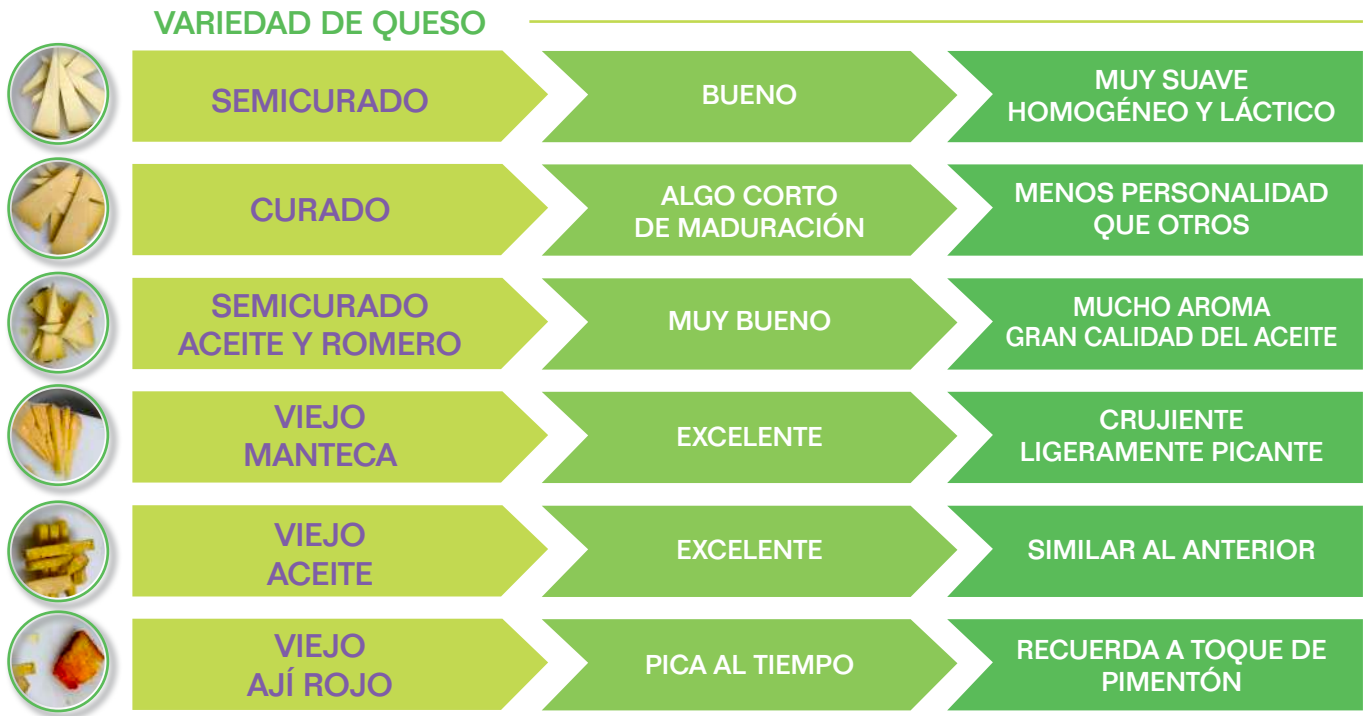 VARIEDAD DE QUESO
SEMICURADO
BUENO
MUY SUAVE
HOMOGÉNEO Y LÁCTICO
CURADO
ALGO CORTO
DE MADURACIÓN
MENOS PERSONALIDAD
QUE OTROS
SEMICURADO
ACEITE Y ROMERO
MUY BUENO
MUCHO AROMA
GRAN CALIDAD DEL ACEITE
VIEJO
MANTECA
EXCELENTE
CRUJIENTE
LIGERAMENTE PICANTE
VIEJO
ACEITE
EXCELENTE
SIMILAR AL ANTERIOR
VIEJO
AJÍ ROJO
PICA AL TIEMPO
RECUERDA A TOQUE DE
PIMENTÓN